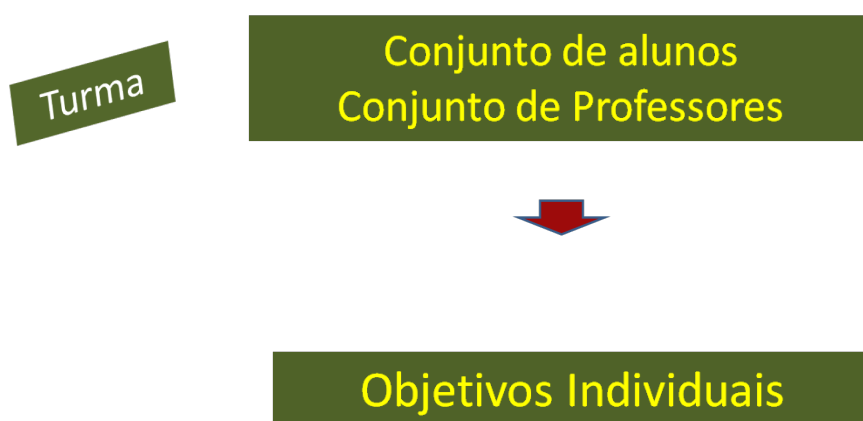 Turma
Conjunto de alunos
Conjunto de Professores
Objetivos Individuais